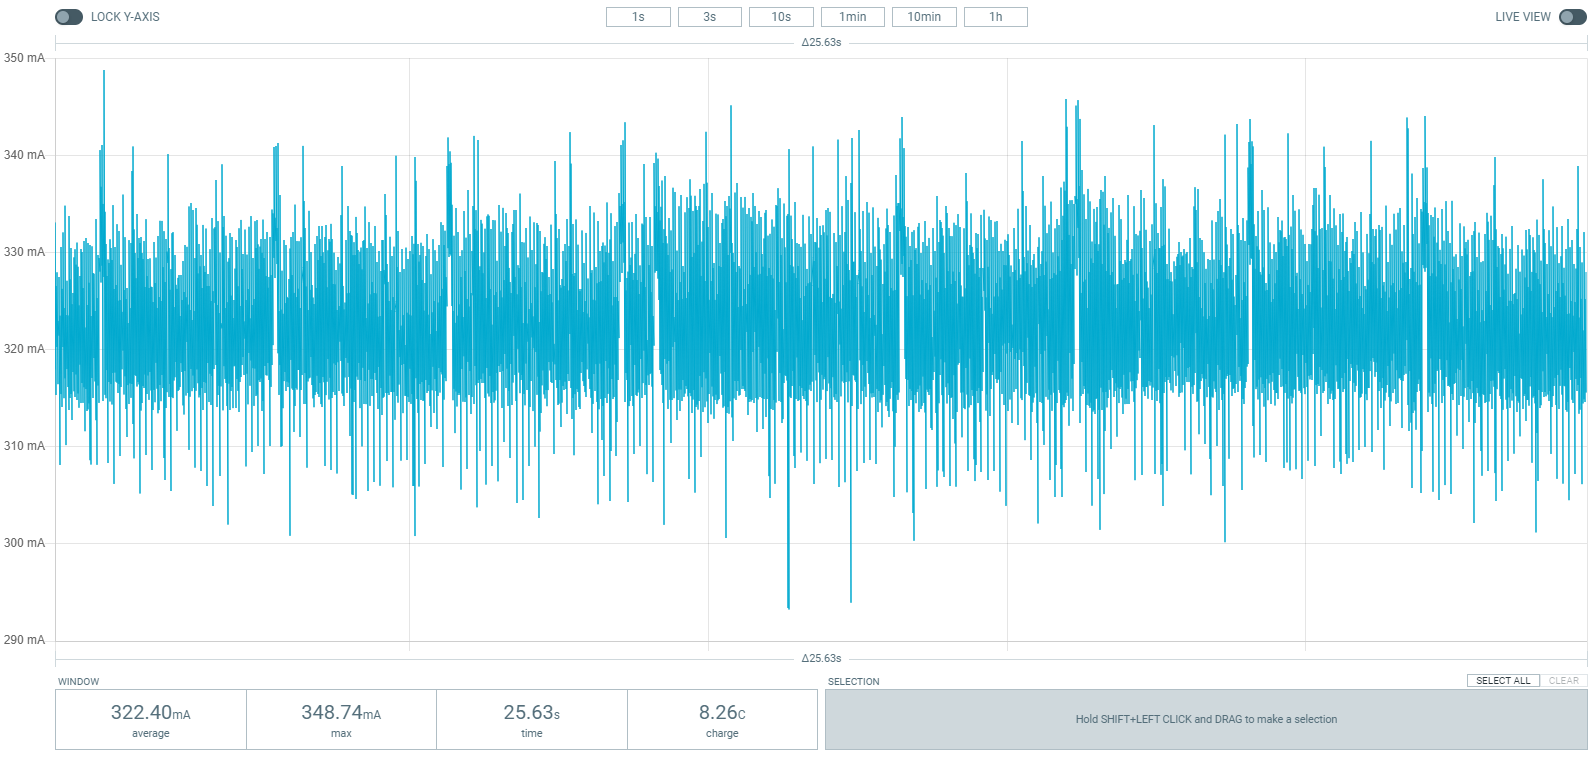 LOCK Y-AXIS 1s 3s 10s 1min 10min 1h LIVE VIEW
Δ25.63s
350 mA
340 mA
330 mA
320 mA
310 mA
300 mA
290 mA
Δ25.63s
WINDOW SELECTION SELECT ALL CLEAR
322.40mA 348.74mA 25.63s 8.26C
average max time charge
Hold SHIFT+LEFT CLICK and DRAG to make a selection